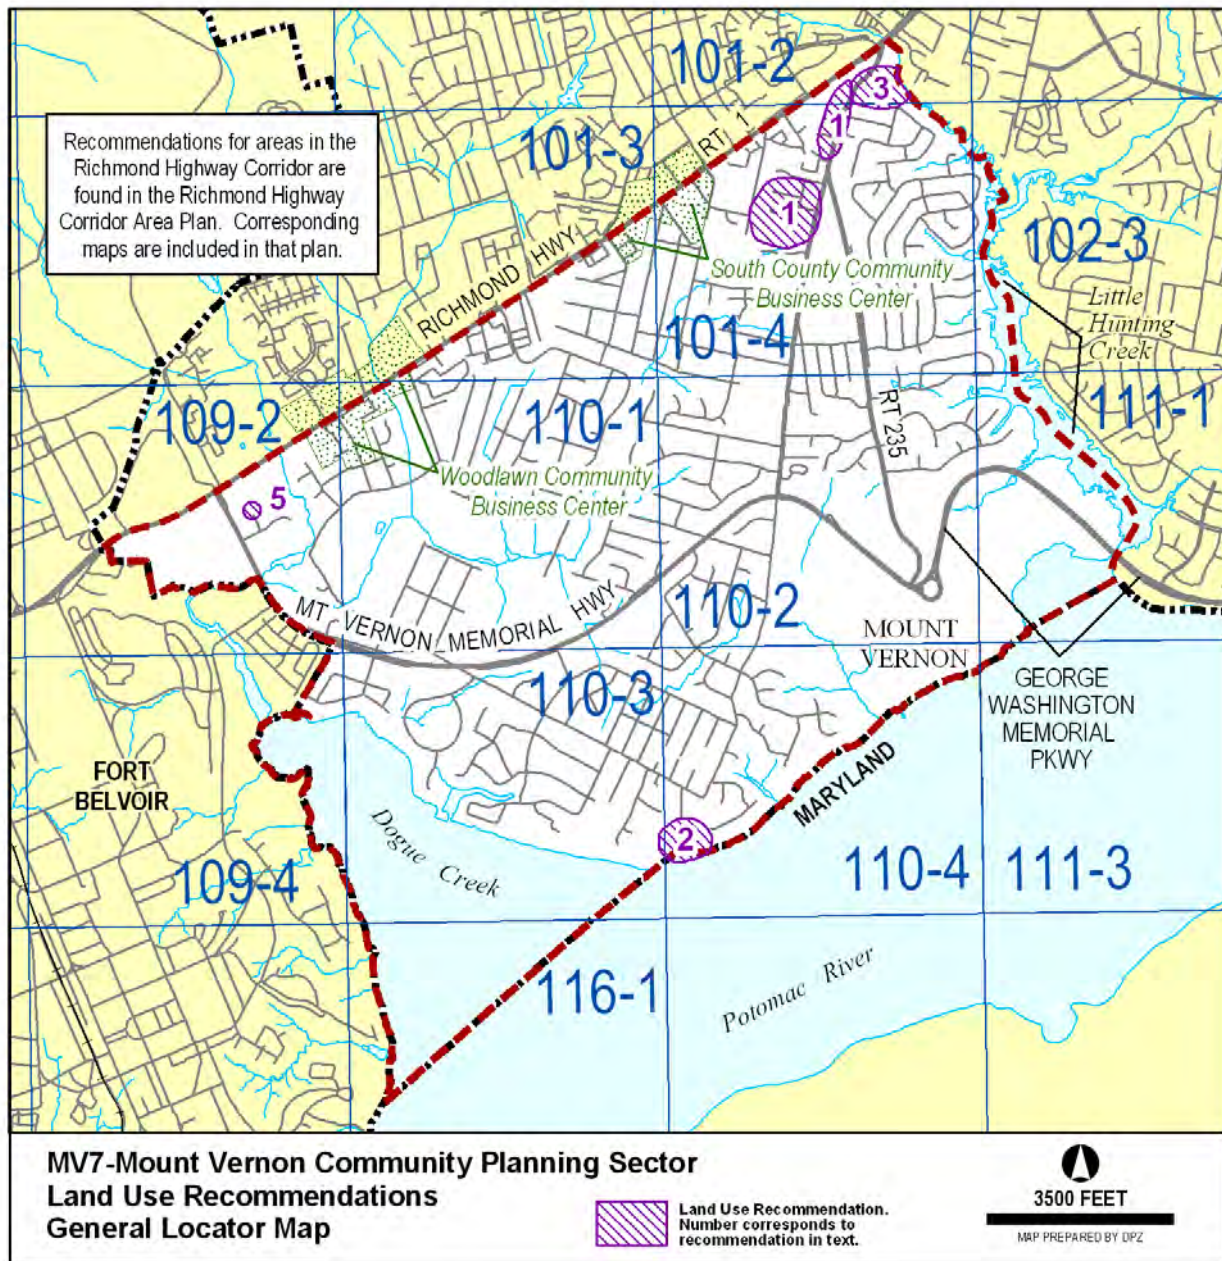 101-2
3
Recommendations for areas in the
Richmond Highway Corridor are
found in the Richmond Highway
Corridor Area Plan. Corresponding
maps are included in that plan.
101-3
RT 1
1
1
102-3
South County Community
Business Center
RICHMOND HWY
Little
Hunting
Creek
101-4
109-2
110-1
111-1
RT 235
Woodlawn Community
Business Center
5
MT VERNON MEMORIAL HWY
110-2
MOUNT
VERNON
110-3
GEORGE
WASHINGTON
MEMORIAL
PKWY
FORT
BELVOIR
MARYLAND
Dogue Creek
2
109-4
110-4
111-3
116-1
Potomac River
MV7-Mount Vernon Community Planning Sector
Land Use Recommendations
General Locator Map
Land Use Recommendation.
Number corresponds to
recommendation in text.
3500 FEET
MAP PREPARED BY DPZ